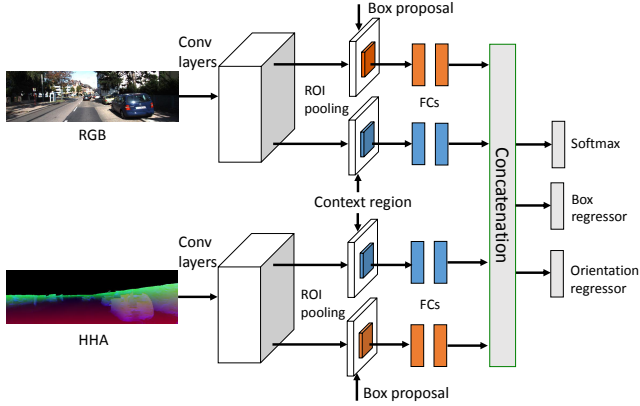 Box proposal
Conv
layers
ROI
pooling
FCs
RGB
Context region
Concatenation
Softmax
Box
regressor
Orientation
regressor
Conv
layers
ROI
pooling
FCs
HHA
Box proposal